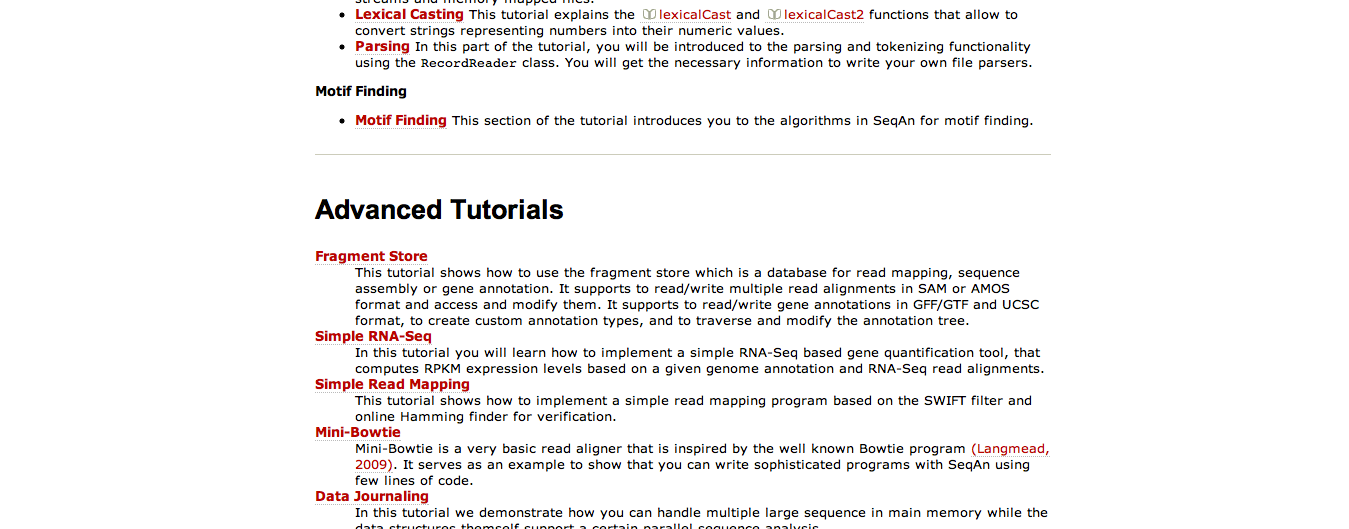 streams and memory mapped files.
Lexical Casting This tutorial explains the lexicalCast and lexicalCast2 functions that allow to
convert strings representing numbers into their numeric values.
Parsing In this part of the tutorial, you will be introduced to the parsing and tokenizing functionality
using the RecordReader class. You will get the necessary information to write your own file parsers.
Motif Finding
Motif Finding This section of the tutorial introduces you to the algorithms in SeqAn for motif finding.
Advanced Tutorials
Fragment Store
This tutorial shows how to use the fragment store which is a database for read mapping, sequence
assembly or gene annotation. It supports to read/write multiple read alignments in SAM or AMOS
format and access and modify them. It supports to read/write gene annotations in GFF/GTF and UCSC
format, to create custom annotation types, and to traverse and modify the annotation tree.
Simple RNA-Seq
In this tutorial you will learn how to implement a simple RNA-Seq based gene quantification tool, that
computes RPKM expression levels based on a given genome annotation and RNA-Seq read alignments.
Simple Read Mapping
This tutorial shows how to implement a simple read mapping program based on the SWIFT filter and
online Hamming finder for verification.
Mini-Bowtie
Mini-Bowtie is a very basic read aligner that is inspired by the well known Bowtie program (Langmead,
2009). It serves as an example to show that you can write sophisticated programs with SeqAn using
few lines of code.
Data Journaling
In this tutorial we demonstrate how you can handle multiple large sequence in main memory while the
data structures themself support a certain parallel sequence analysis.